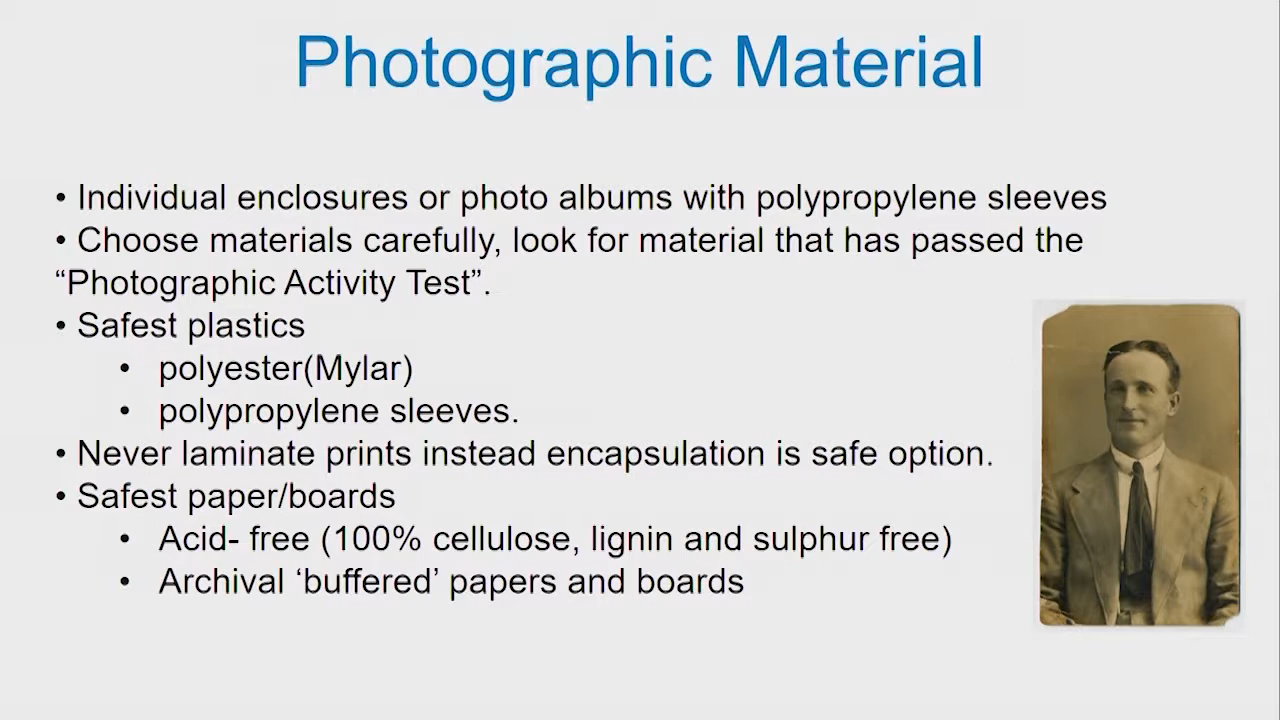 Photographic Material
• Individual enclosures or photo albums with polypropylene sleeves
• Choose materials carefully, look for material that has passed the
“Photographic Activity Test”.
• Safest plastics
• polyester(Mylar)
• polypropylene sleeves.
• Never laminate prints instead encapsulation is safe option.
• Safest paper/boards
• Acid- free (100% cellulose, lignin and sulphur free)
• Archival ‘buffered’ papers and boards